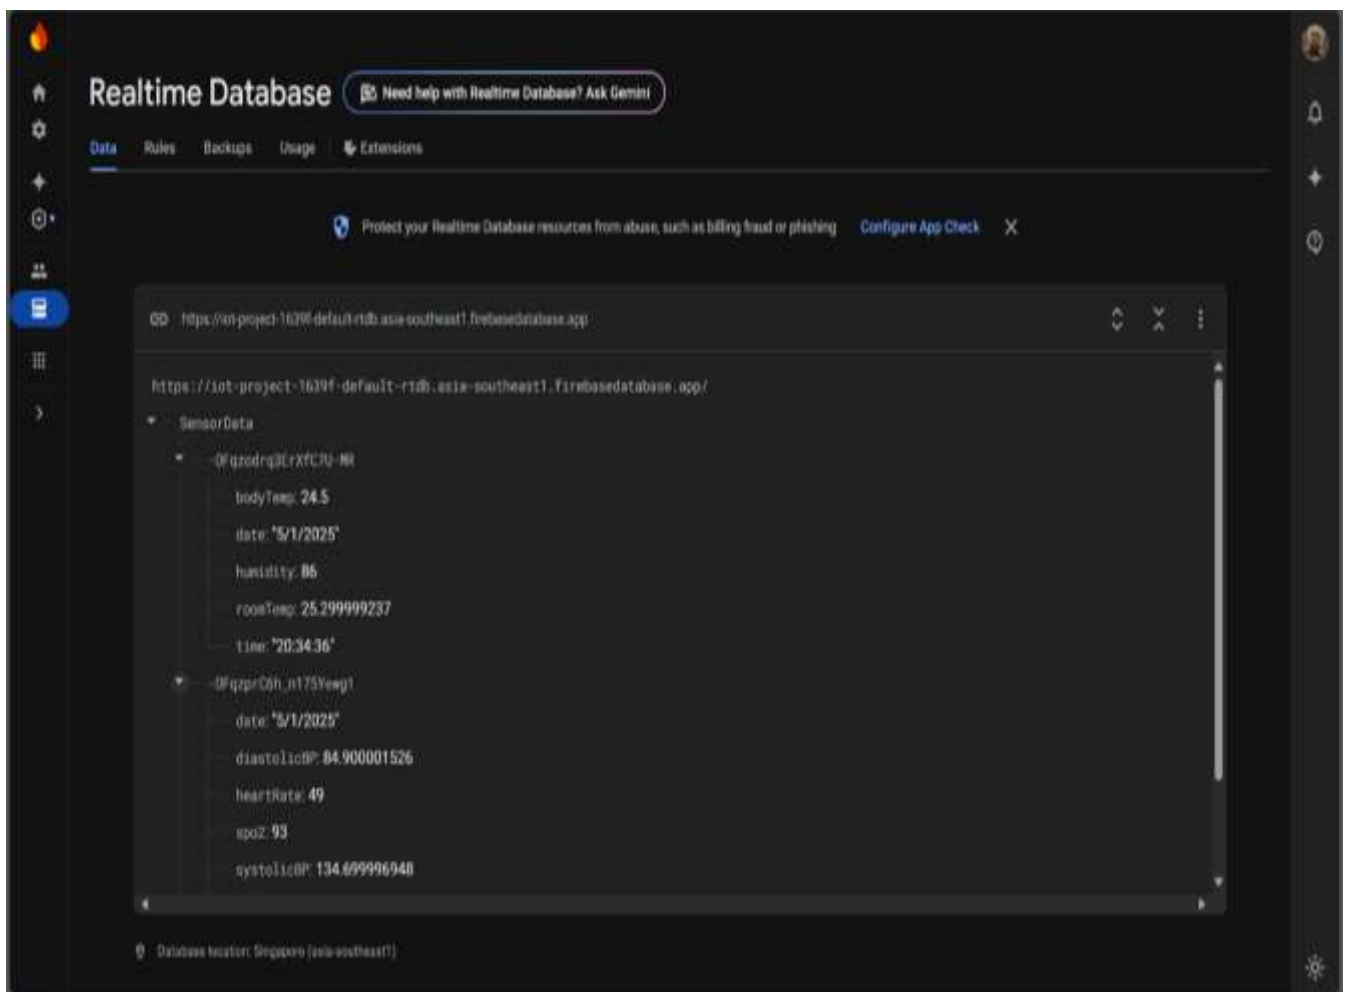 Realtime Database
Need help with Realtime Database? Ask Gemini
Data Rules Backups Usage Extensions
Protect your Realtime Database resources from abuse, such as billing fraud or phishing Configure App Check
https://iot-project-1639f-default-rtdb.asia-southeast1.firebasedatabase.app
https://iot-project-1639f-default-rtdb.asia-southeast1.firebasedatabase.app/
SensorData
bodyTemp: 24.5
date: "5/1/2025"
humidity: 86
roomTemp: 25.299999237
time: "20:34:36"
date: "5/1/2025"
diastolicBP: 84.900001526
heartRate: 49
spo2: 93
systolicBP: 134.699996948
Database location: Singapore (asia-southeast1)